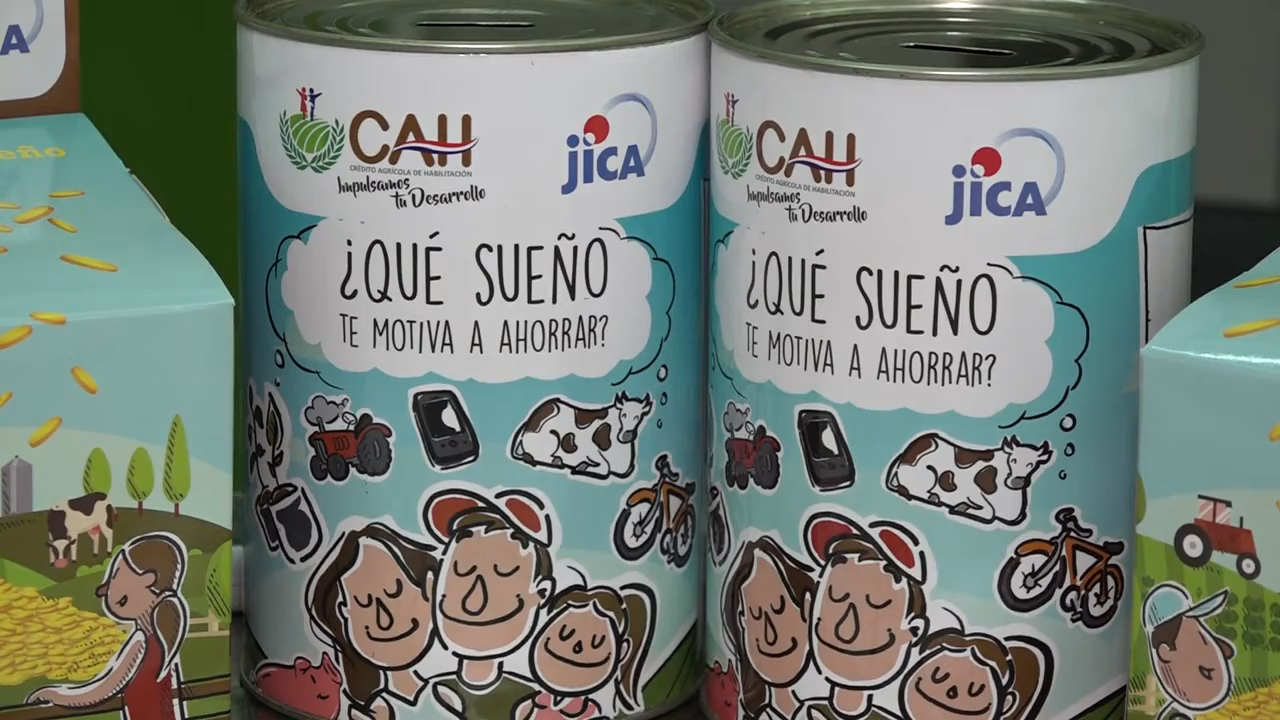 CAH
CRÉDITO AGRÍCOLA DE HABILITACIÓN
Impulsamos
tu Desarrollo
jica
¿QUÉ SUEÑO
TE MOTIVA A AHORRAR?
CAH
CRÉDITO AGRÍCOLA DE HABILITACIÓN
Impulsamos
tu Desarrollo
jica
¿QUÉ SUEÑO
TE MOTIVA A AHORRAR?
A
eño